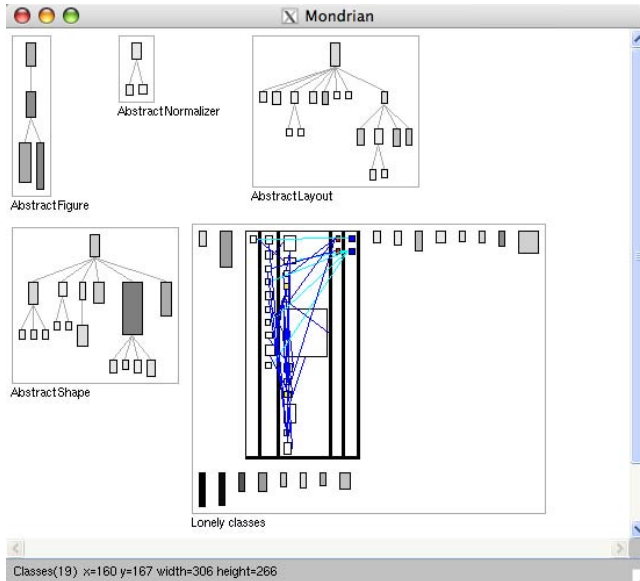 Mondrian
AbstractNormalizer
AbstractLayout
AbstractFigure
AbstractShape
Lonely classes
Classes(19) x=160 y=167 width=306 height=266